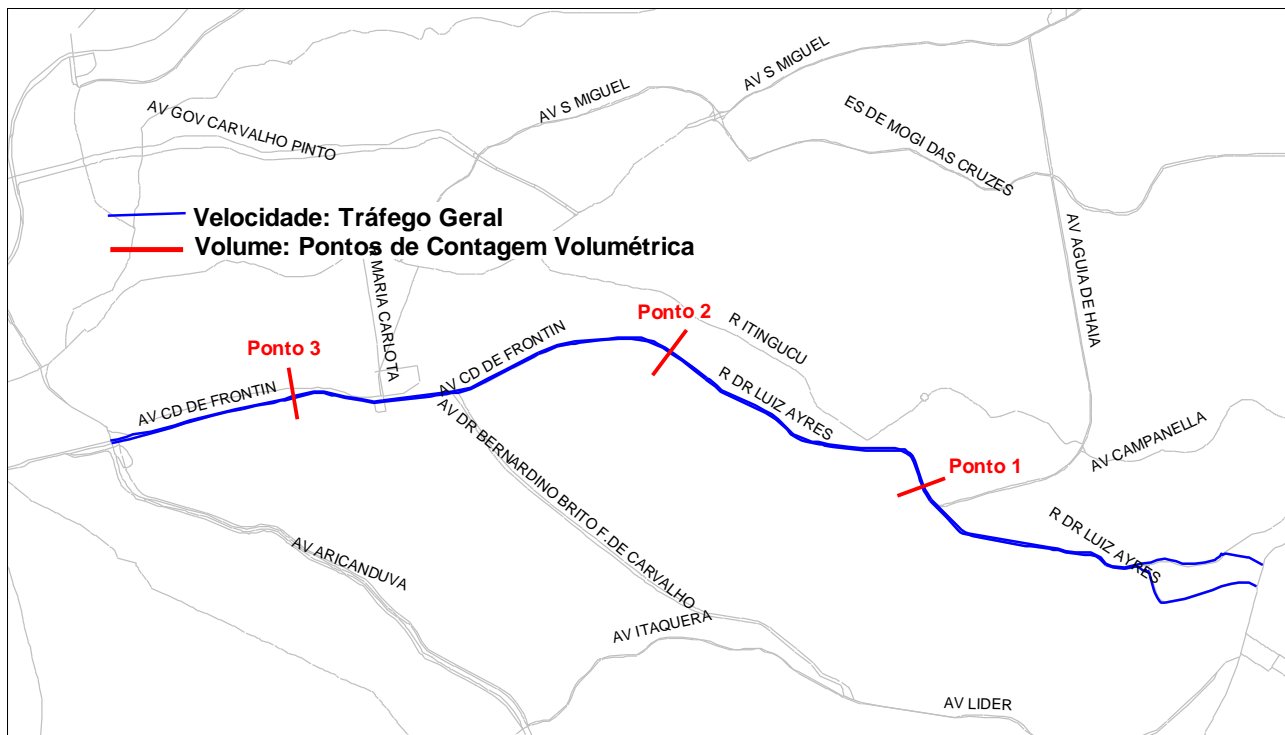 AV S MIGUEL
AV S MIGUEL
AV GOV CARVALHO PINTO
ES DE MOGI DAS CRUZES
Velocidade: Tráfego Geral
Volume: Pontos de Contagem Volumétrica
AV AGUIA DE HAIA
R MARIA CARLOTA
Ponto 2
R ITINGUCU
Ponto 3
AV CD DE FRONTIN
AV CD DE FRONTIN
R DR LUIZ AYRES
AV CAMPANELLA
Ponto 1
AV DR BERNARDINO BRITO F.DE CARVALHO
R DR LUIZ AYRES
AV ARICANDUVA
AV ITAQUERA
AV LIDER